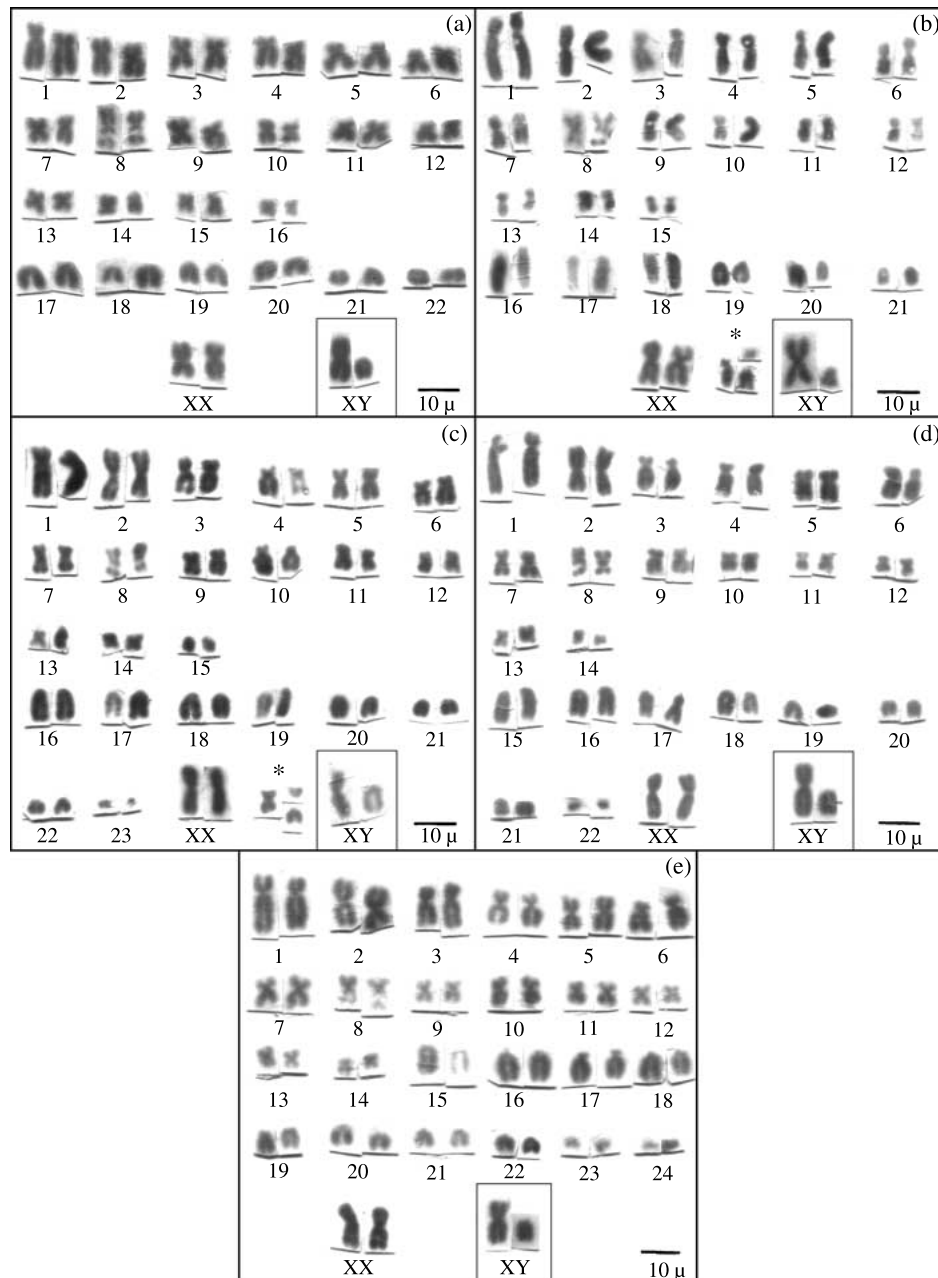 (a)
1 2 3 4 5 6
7 8 9 10 11 12
13 14 15 16
17 18 19 20 21 22
XX XY 10 µ
(b)
1 2 3 4 5 6
7 8 9 10 11 12
13 14 15
16 17 18 19 20 21
*
XX XY 10 µ
(c)
1 2 3 4 5 6
7 8 9 10 11 12
13 14 15
16 17 18 19 20 21
*
22 23 XX XY 10 µ
(d)
1 2 3 4 5 6
7 8 9 10 11 12
13 14
15 16 17 18 19 20
21 22 XX XY 10 µ
(e)
1 2 3 4 5 6
7 8 9 10 11 12
13 14 15 16 17 18
19 20 21 22 23 24
XX XY 10 µ